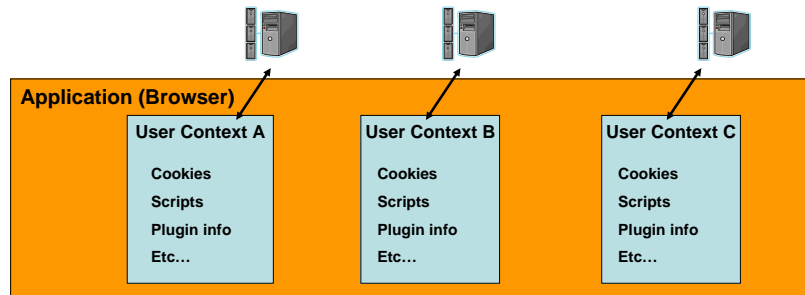 Application (Browser)
User Context A
Cookies
Scripts
Plugin info
Etc…
User Context B
Cookies
Scripts
Plugin info
Etc…
User Context C
Cookies
Scripts
Plugin info
Etc…